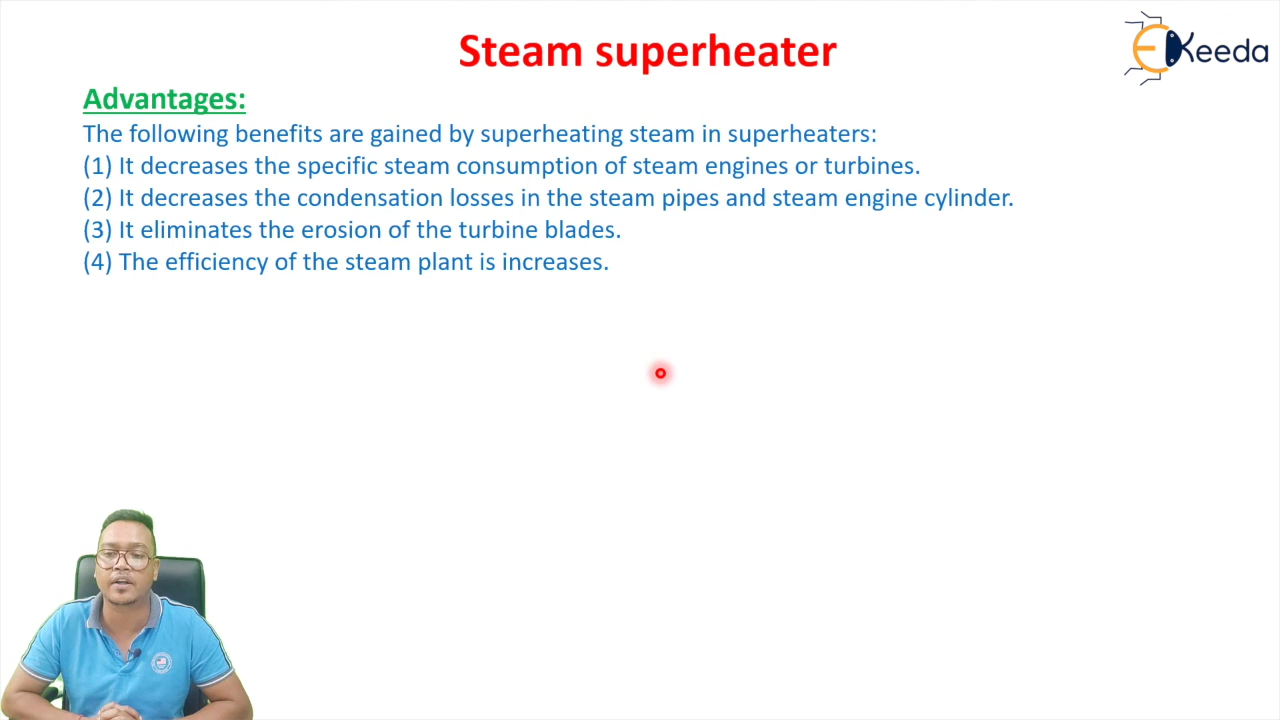 Steam superheater
EKeeda
Advantages:
The following benefits are gained by superheating steam in superheaters:
(1) It decreases the specific steam consumption of steam engines or turbines.
(2) It decreases the condensation losses in the steam pipes and steam engine cylinder.
(3) It eliminates the erosion of the turbine blades.
(4) The efficiency of the steam plant is increases.